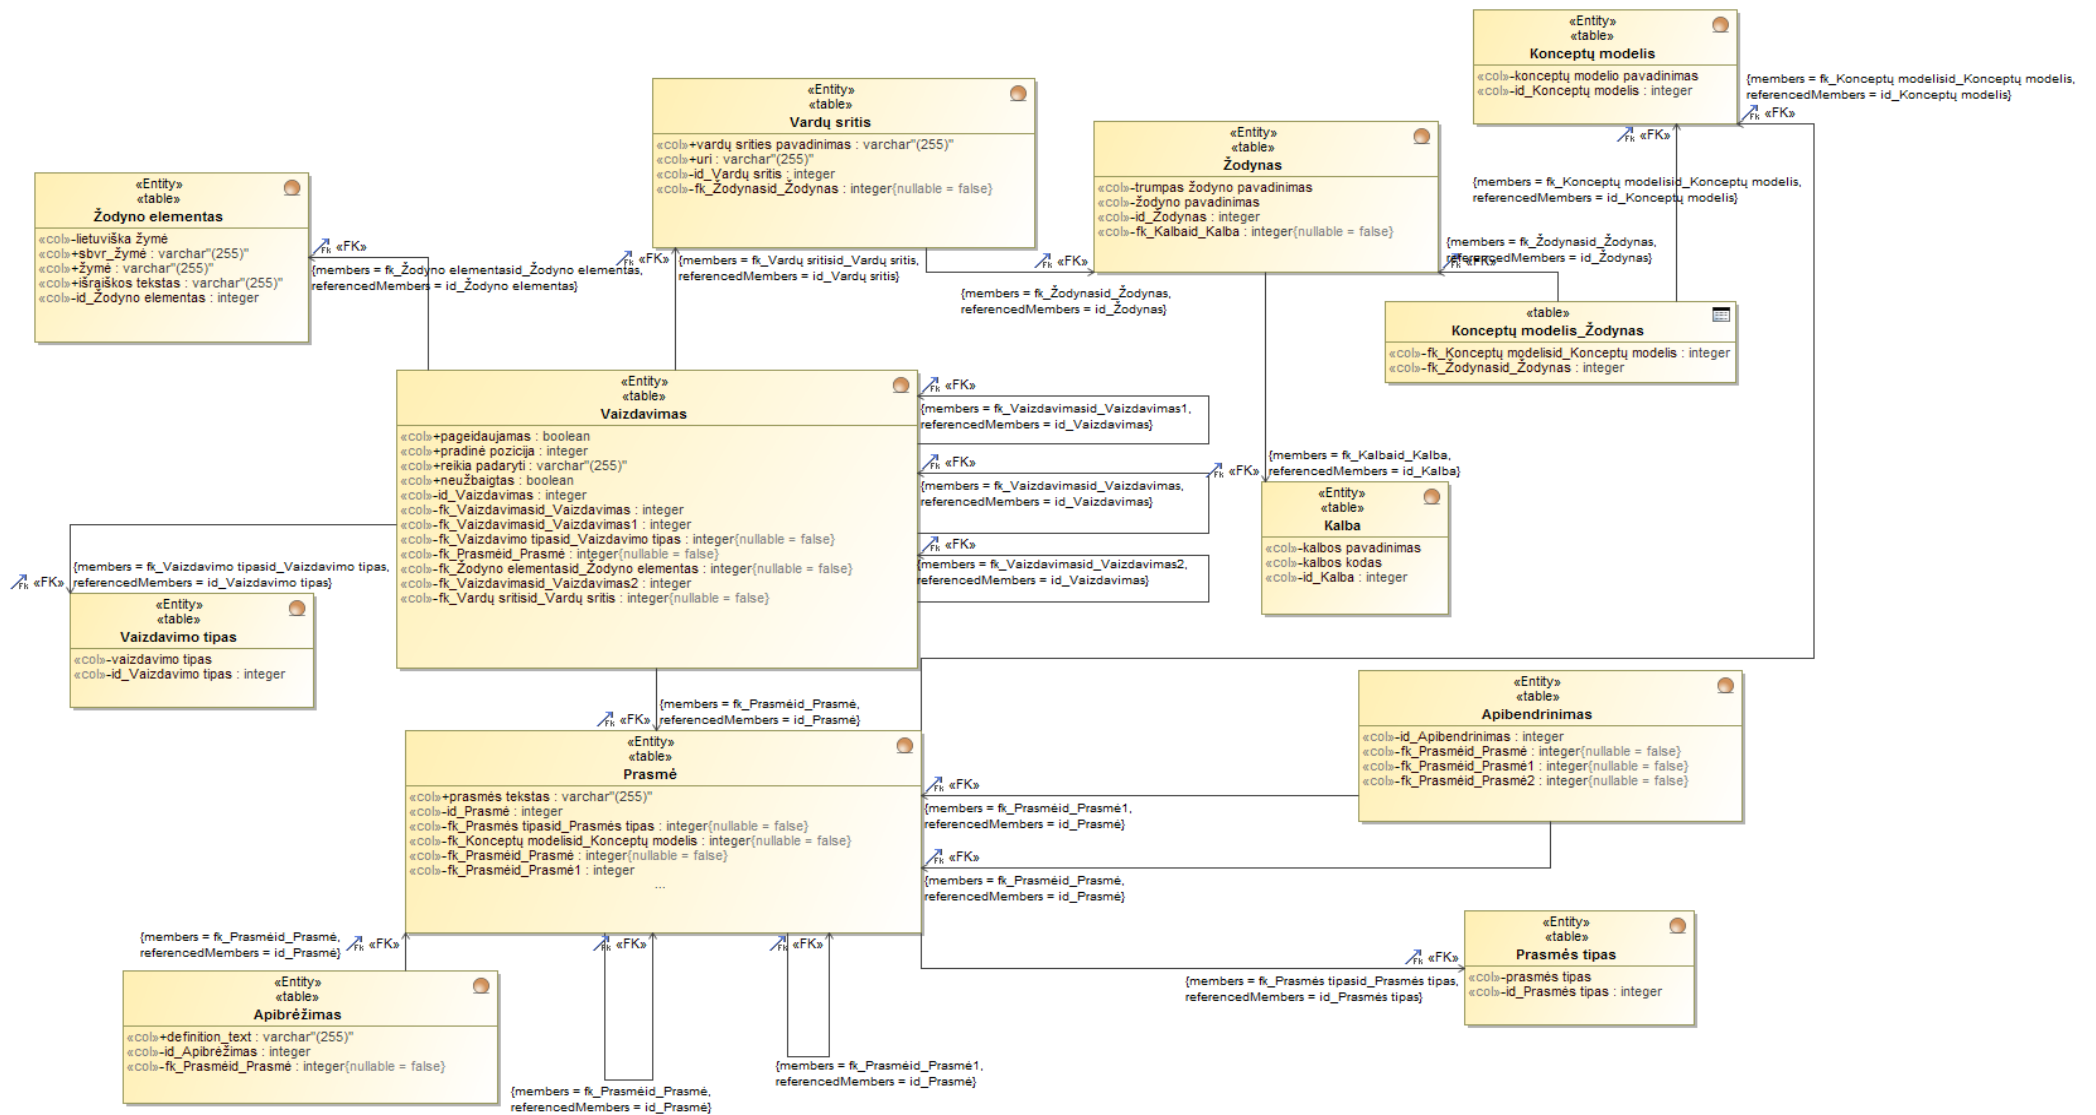 «Entity»
«table»
Konceptų modelis
«col»-konceptų modelio pavadinimas
«col»-id_Konceptų modelis : integer
{members = fk_Konceptų modelisid_Konceptų modelis,
referencedMembers = id_Konceptų modelis}
Fk «FK»
Fk «FK»
{members = fk_Konceptų modelisid_Konceptų modelis,
referencedMembers = id_Konceptų modelis}
«Entity»
«table»
Vardų sritis
«col»+vardų srities pavadinimas : varchar"(255)"
«col»+uri : varchar"(255)"
«col»-id_Vardų sritis : integer
«col»-fk_Žodynasid_Žodynas : integer{nullable = false}
«Entity»
«table»
Žodynas
«col»-trumpas žodyno pavadinimas
«col»-žodyno pavadinimas
«col»-id_Žodynas : integer
«col»-fk_Kalbaid_Kalba : integer{nullable = false}
«Entity»
«table»
Žodyno elementas
«col»-lietuviška žymė
«col»+sbvr_žymė : varchar"(255)"
«col»+žymė : varchar"(255)"
«col»+išraiškos tekstas : varchar"(255)"
«col»-id_Žodyno elementas : integer
Fk «FK»
{members = fk_Žodyno elementasid_Žodyno elementas,
referencedMembers = id_Žodyno elementas}
Fk «FK»
{members = fk_Vardų sritisid_Vardų sritis,
referencedMembers = id_Vardų sritis}
Fk «FK»
{members = fk_Žodynasid_Žodynas,
referencedMembers = id_Žodynas}
{members = fk_Žodynasid_Žodynas,
referencedMembers = id_Žodynas}
Fk «FK»
«table»
Konceptų modelis_Žodynas
«col»-fk_Konceptų modelisid_Konceptų modelis : integer
«col»-fk_Žodynasid_Žodynas : integer
«Entity»
«table»
Vaizdavimas
«col»+pageidaujamas : boolean
«col»+pradinė pozicija : integer
«col»+reikia padaryti : varchar"(255)"
«col»+neužbaigtas : boolean
«col»-id_Vaizdavimas : integer
«col»-fk_Vaizdavimasid_Vaizdavimas : integer
«col»-fk_Vaizdavimasid_Vaizdavimas1 : integer
«col»-fk_Vaizdavimo tipasid_Vaizdavimo tipas : integer{nullable = false}
«col»-fk_Prasmėid_Prasmė : integer{nullable = false}
«col»-fk_Žodyno elementasid_Žodyno elementas : integer{nullable = false}
«col»-fk_Vaizdavimasid_Vaizdavimas2 : integer
«col»-fk_Vardų sritisid_Vardų sritis : integer{nullable = false}
Fk «FK»
{members = fk_Vaizdavimasid_Vaizdavimas1,
referencedMembers = id_Vaizdavimas}
Fk «FK»
{members = fk_Vaizdavimasid_Vaizdavimas,
referencedMembers = id_Vaizdavimas}
Fk «FK»
{members = fk_Vaizdavimasid_Vaizdavimas2,
referencedMembers = id_Vaizdavimas}
Fk «FK»
{members = fk_Kalbaid_Kalba,
referencedMembers = id_Kalba}
«Entity»
«table»
Kalba
«col»-kalbos pavadinimas
«col»-kalbos kodas
«col»-id_Kalba : integer
Fk «FK»
{members = fk_Vaizdavimo tipasid_Vaizdavimo tipas,
referencedMembers = id_Vaizdavimo tipas}
«Entity»
«table»
Vaizdavimo tipas
«col»-vaizdavimo tipas
«col»-id_Vaizdavimo tipas : integer
Fk «FK»
{members = fk_Prasmėid_Prasmė,
referencedMembers = id_Prasmė}
«Entity»
«table»
Apibendrinimas
«col»-id_Apibendrinimas : integer
«col»-fk_Prasmėid_Prasmė : integer{nullable = false}
«col»-fk_Prasmėid_Prasmė1 : integer{nullable = false}
«col»-fk_Prasmėid_Prasmė2 : integer{nullable = false}
«Entity»
«table»
Prasmė
«col»+prasmės tekstas : varchar"(255)"
«col»-id_Prasmė : integer
«col»-fk_Prasmės tipasid_Prasmės tipas : integer{nullable = false}
«col»-fk_Konceptų modelisid_Konceptų modelis : integer{nullable = false}
«col»-fk_Prasmėid_Prasmė : integer{nullable = false}
«col»-fk_Prasmėid_Prasmė1 : integer
...
Fk «FK»
{members = fk_Prasmėid_Prasmė1,
referencedMembers = id_Prasmė}
Fk «FK»
{members = fk_Prasmėid_Prasmė,
referencedMembers = id_Prasmė}
Fk «FK»
{members = fk_Prasmės tipasid_Prasmės tipas,
referencedMembers = id_Prasmės tipas}
«Entity»
«table»
Prasmės tipas
«col»-prasmės tipas
«col»-id_Prasmės tipas : integer
{members = fk_Prasmėid_Prasmė,
referencedMembers = id_Prasmė}
Fk «FK»
«Entity»
«table»
Apibrėžimas
«col»+definition_text : varchar"(255)"
«col»-id_Apibrėžimas : integer
«col»-fk_Prasmėid_Prasmė : integer{nullable = false}
Fk «FK»
{members = fk_Prasmėid_Prasmė,
referencedMembers = id_Prasmė}
Fk «FK»
{members = fk_Prasmėid_Prasmė1,
referencedMembers = id_Prasmė}